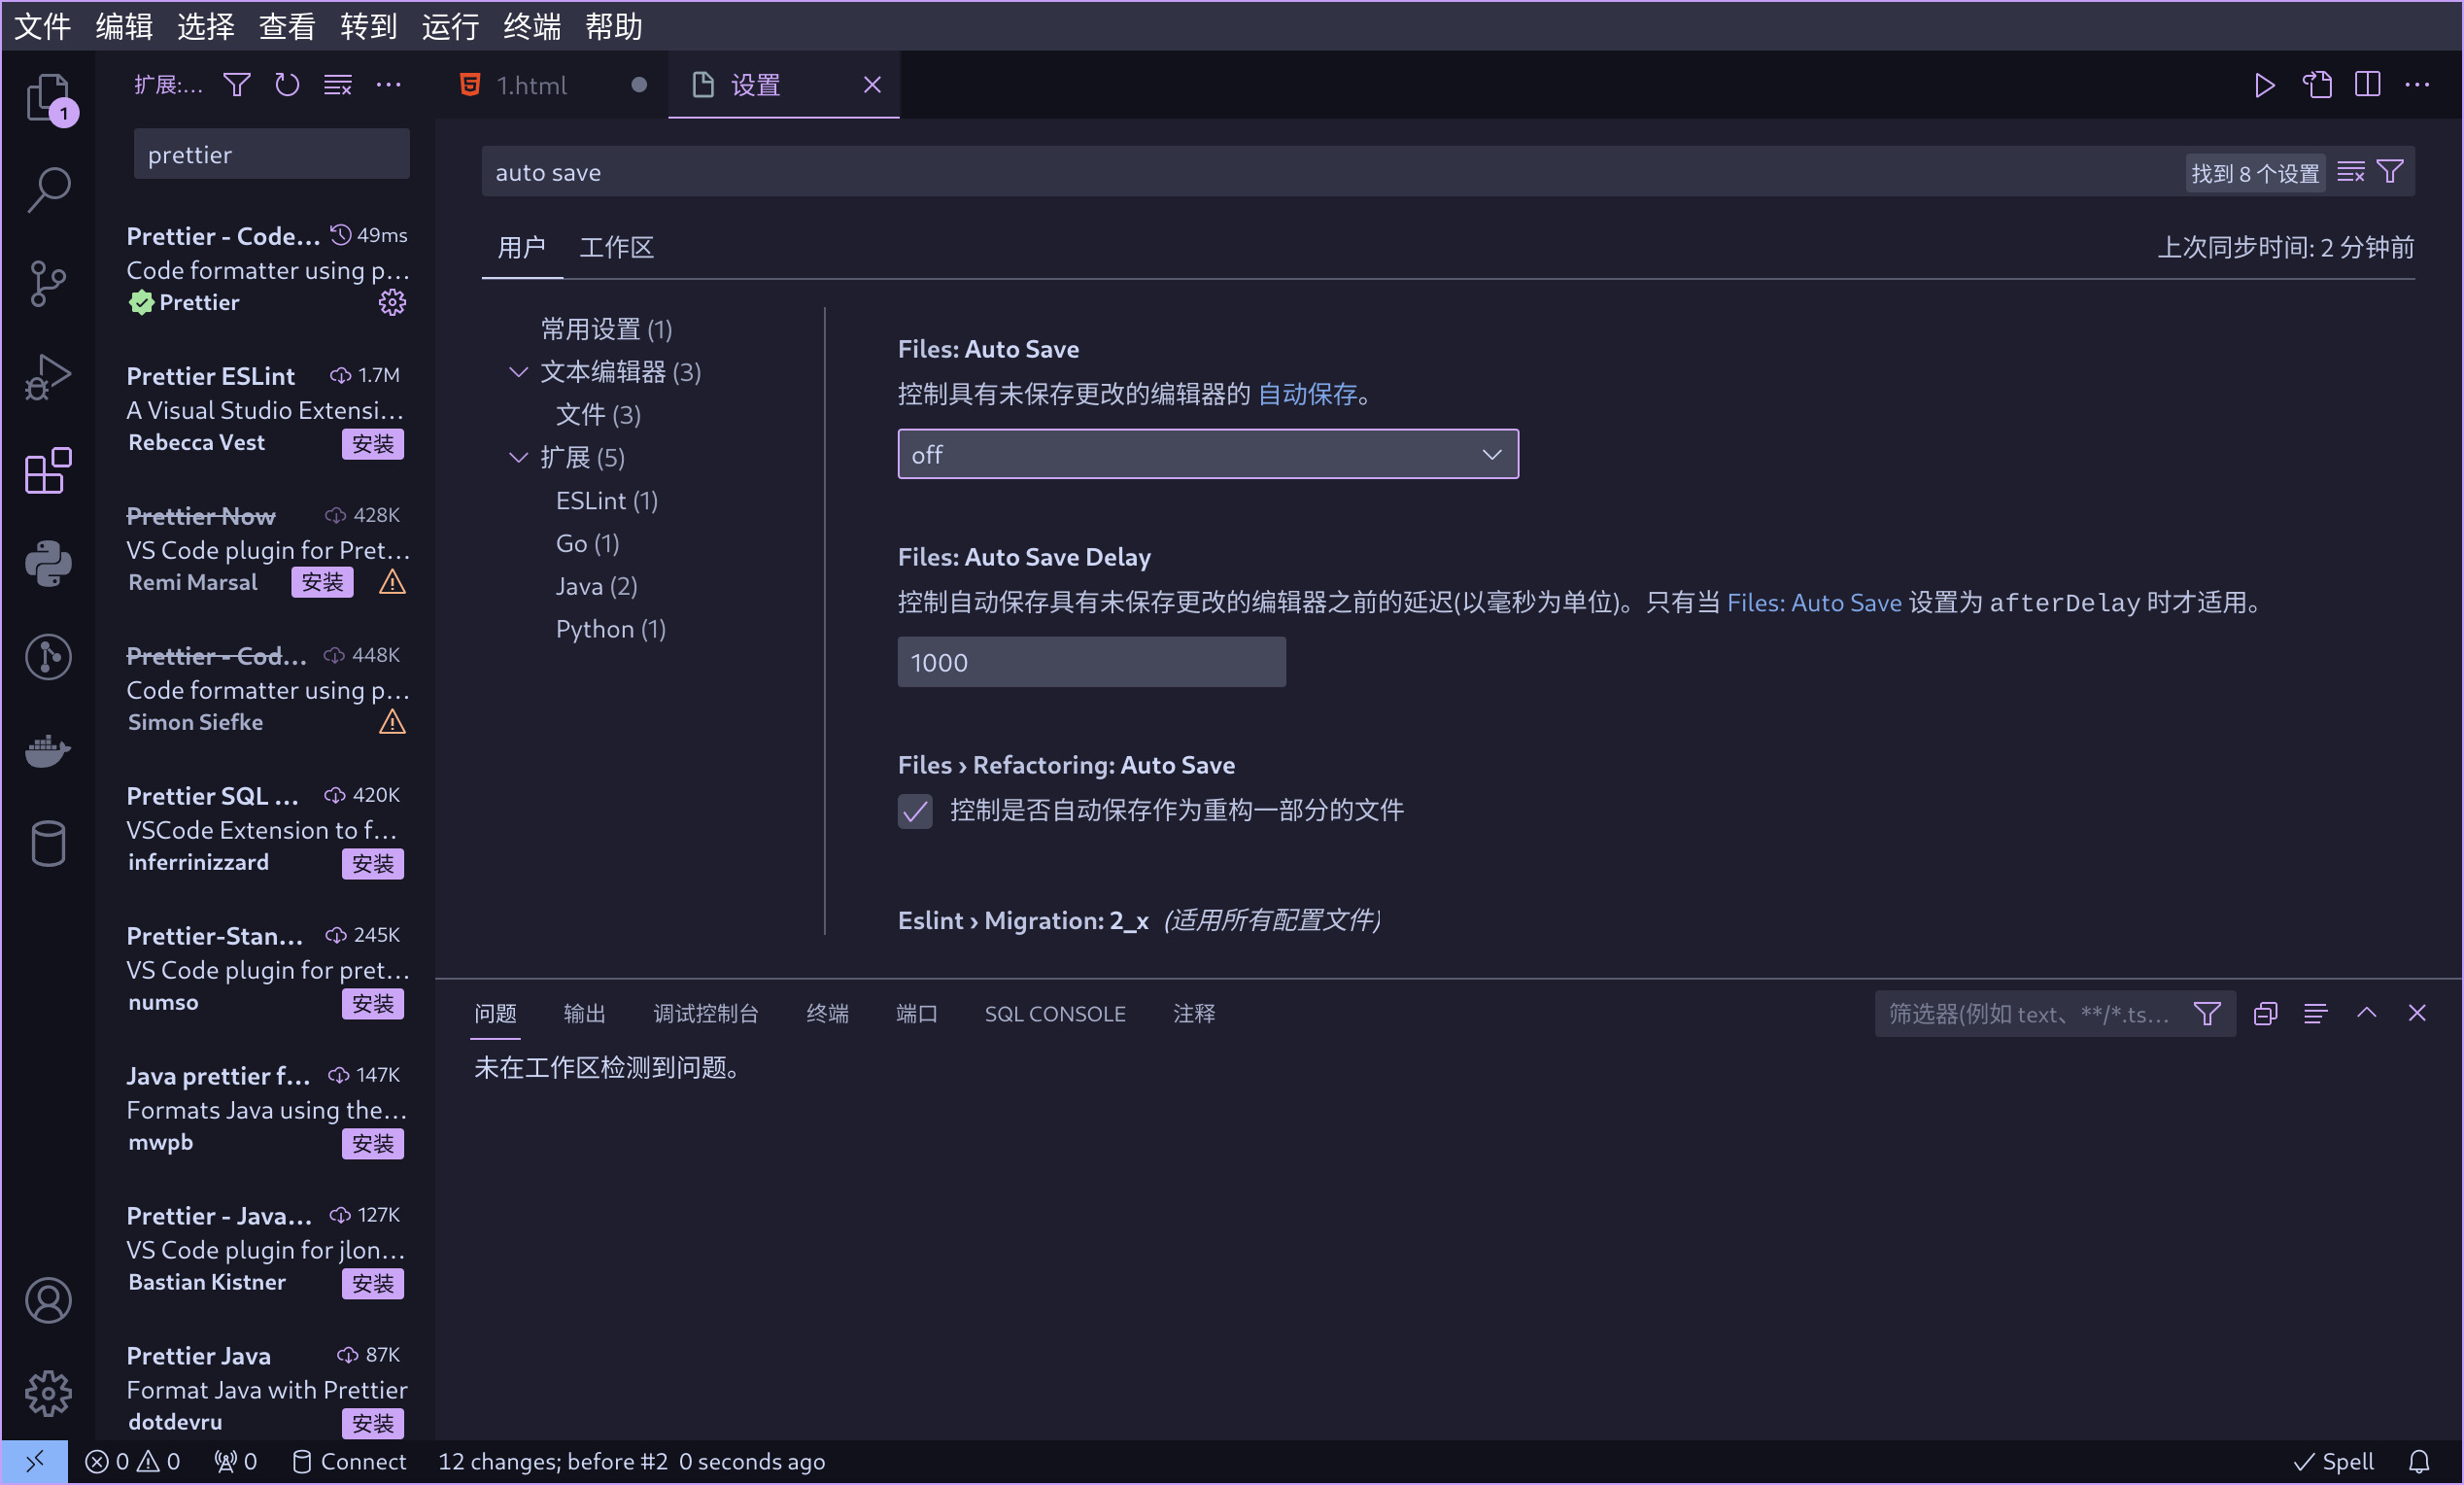 文件 编辑 选择 查看 转到 运行 终端 帮助
扩展:...
1.html
设置
1
prettier
auto save
找到 8 个设置
用户 工作区
上次同步时间: 2 分钟前
Prettier - Code... 49ms
Code formatter using p...
Prettier
Prettier ESLint 1.7M
A Visual Studio Extensi...
Rebecca Vest 安装
Prettier Now 428K
VS Code plugin for Pret...
Remi Marsal 安装
Prettier - Cod... 448K
Code formatter using p...
Simon Siefke
Prettier SQL ... 420K
VSCode Extension to f...
inferrinizzard 安装
Prettier-Stan... 245K
VS Code plugin for pret...
numso 安装
Java prettier f... 147K
Formats Java using the...
mwpb 安装
Prettier - Java... 127K
VS Code plugin for jlon...
Bastian Kistner 安装
Prettier Java 87K
Format Java with Prettier
dotdevru 安装
常用设置 (1)
文本编辑器 (3)
文件 (3)
扩展 (5)
ESLint (1)
Go (1)
Java (2)
Python (1)
Files: Auto Save
控制具有未保存更改的编辑器的 自动保存。
off
Files: Auto Save Delay
控制自动保存具有未保存更改的编辑器之前的延迟(以毫秒为单位)。只有当 Files: Auto Save 设置为 afterDelay 时才适用。
1000
Files › Refactoring: Auto Save
控制是否自动保存作为重构一部分的文件
Eslint › Migration: 2_x (适用所有配置文件)
问题 输出 调试控制台 终端 端口 SQL CONSOLE 注释
筛选器(例如 text、**/*.ts...
未在工作区检测到问题。
0 0 0 Connect 12 changes; before #2 0 seconds ago
Spell